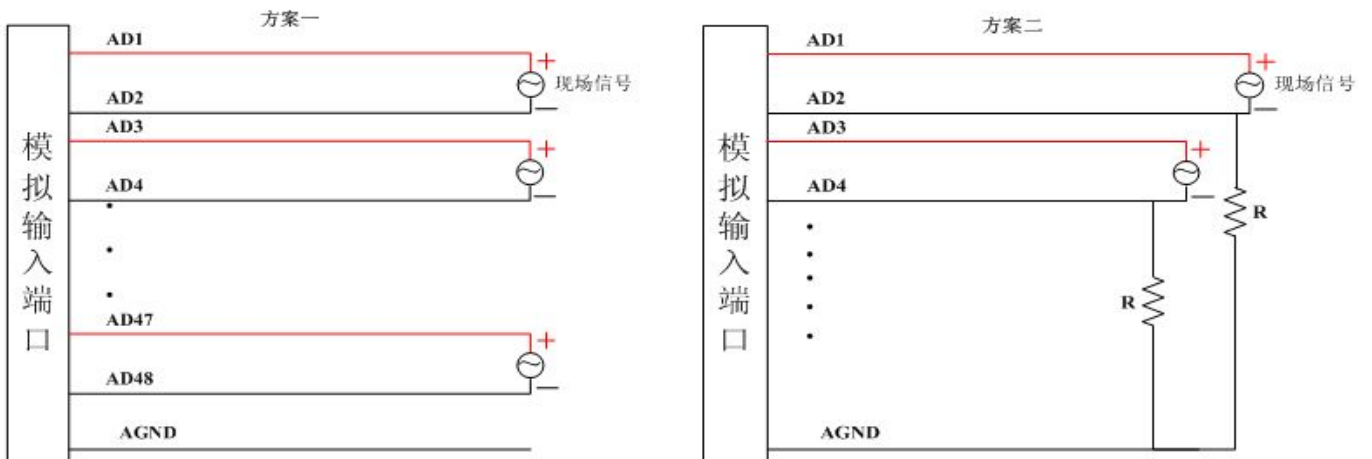 方案一
AD1
+
现场信号
AD2
—
AD3
+
AD4
—
模拟输入端口
AD47
+
AD48
—
AGND
方案二
AD1
+
现场信号
AD2
—
AD3
+
AD4
—
R
R
模拟输入端口
AGND